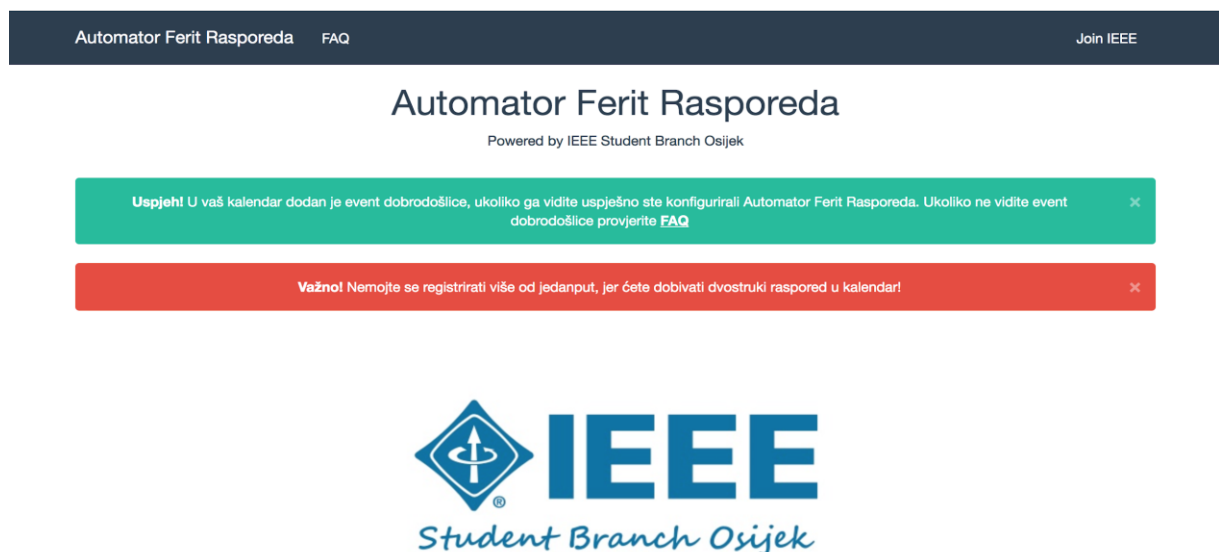 Automator Ferit Rasporeda FAQ Join IEEE
Automator Ferit Rasporeda
Powered by IEEE Student Branch Osijek
Uspjeh! U vaš kalendar dodan je event dobrodošlice, ukoliko ga vidite uspješno ste konfigurirali Automator Ferit Rasporeda. Ukoliko ne vidite event ×
dobrodošlice provjerite FAQ
Važno! Nemojte se registrirati više od jedanput, jer ćete dobivati dvostruki raspored u kalendar! ×
IEEE
®
Student Branch Osijek